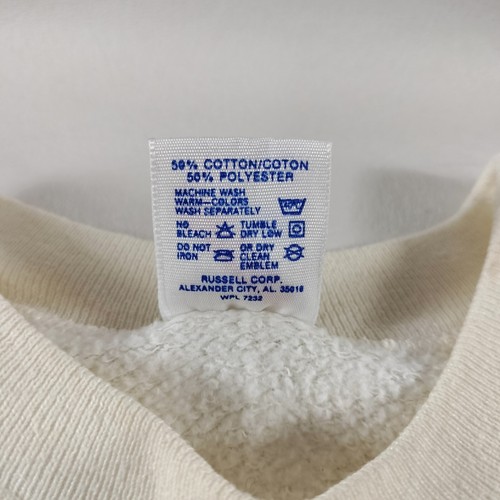 50% COTTON/COTON
50% POLYESTER
MACHINE WASH
WARM-COLORS
WASH SEPARATELY
NO BLEACH
TUMBLE DRY LOW
DO NOT IRON
OR DRY CLEAN EMBLEM
RUSSELL CORP.
ALEXANDER CITY, AL. 35010
WPL 7232